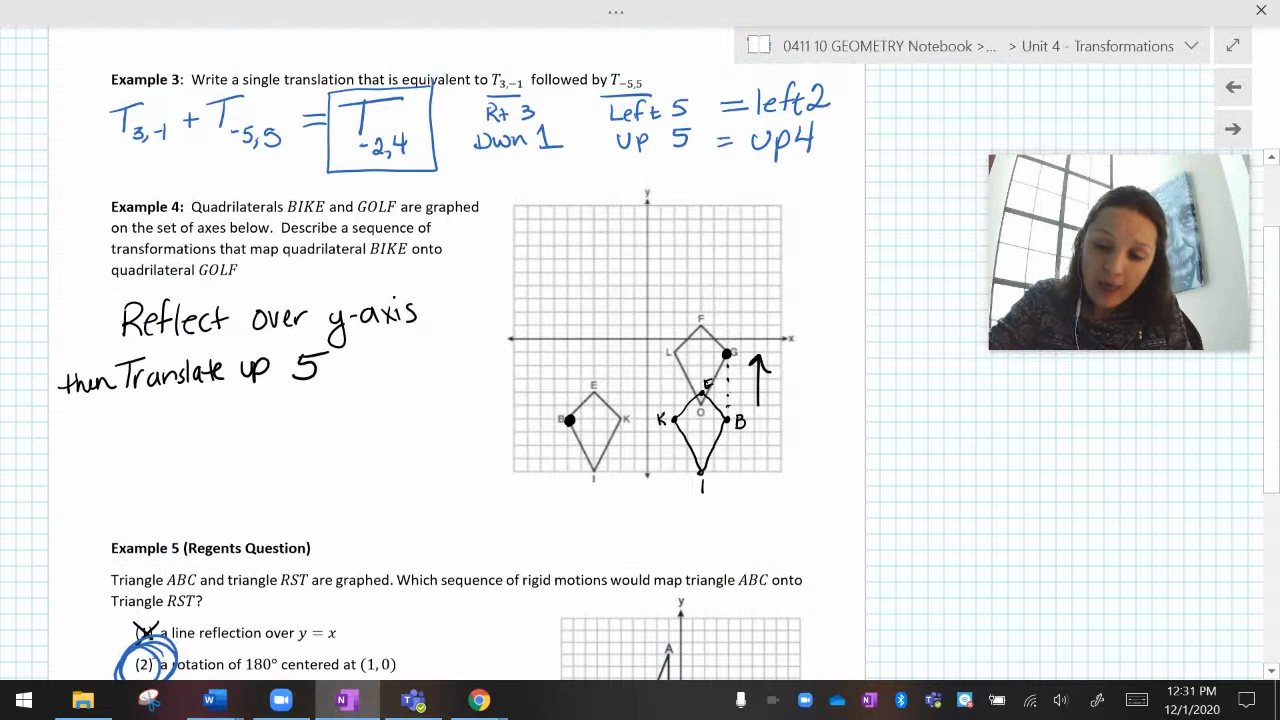 0411 10 GEOMETRY Notebook >... > Unit 4 - Transformations
Example 3: Write a single translation that is equivalent to T₃,₋₁ followed by T₋₅,₅
T₃,₋₁ + T₋₅,₅ = T₋₂,₄
Rt 3 Left 5 = left 2
Down 1 Up 5 = up 4
Example 4: Quadrilaterals BIKE and GOLF are graphed
on the set of axes below. Describe a sequence of
transformations that map quadrilateral BIKE onto
quadrilateral GOLF
Reflect over y-axis
then Translate up 5
y
x
F
L G
E
O
K B
I
E
B K
I
Example 5 (Regents Question)
Triangle ABC and triangle RST are graphed. Which sequence of rigid motions would map triangle ABC onto
Triangle RST?
(1) a line reflection over y = x
(2) a rotation of 180° centered at (1, 0)
y
A
12:31 PM
12/1/2020